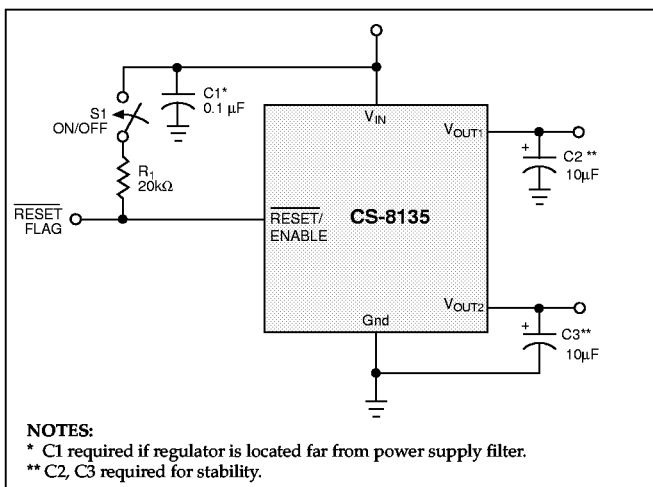 C1*
0.1 µF
S1
ON/OFF
VIN
VOUT1
C2 **
10µF
R1
20kΩ
RESET
FLAG
RESET/
ENABLE
CS-8135
VOUT2
Gnd
C3**
10µF
+
+
NOTES:
* C1 required if regulator is located far from power supply filter.
** C2, C3 required for stability.